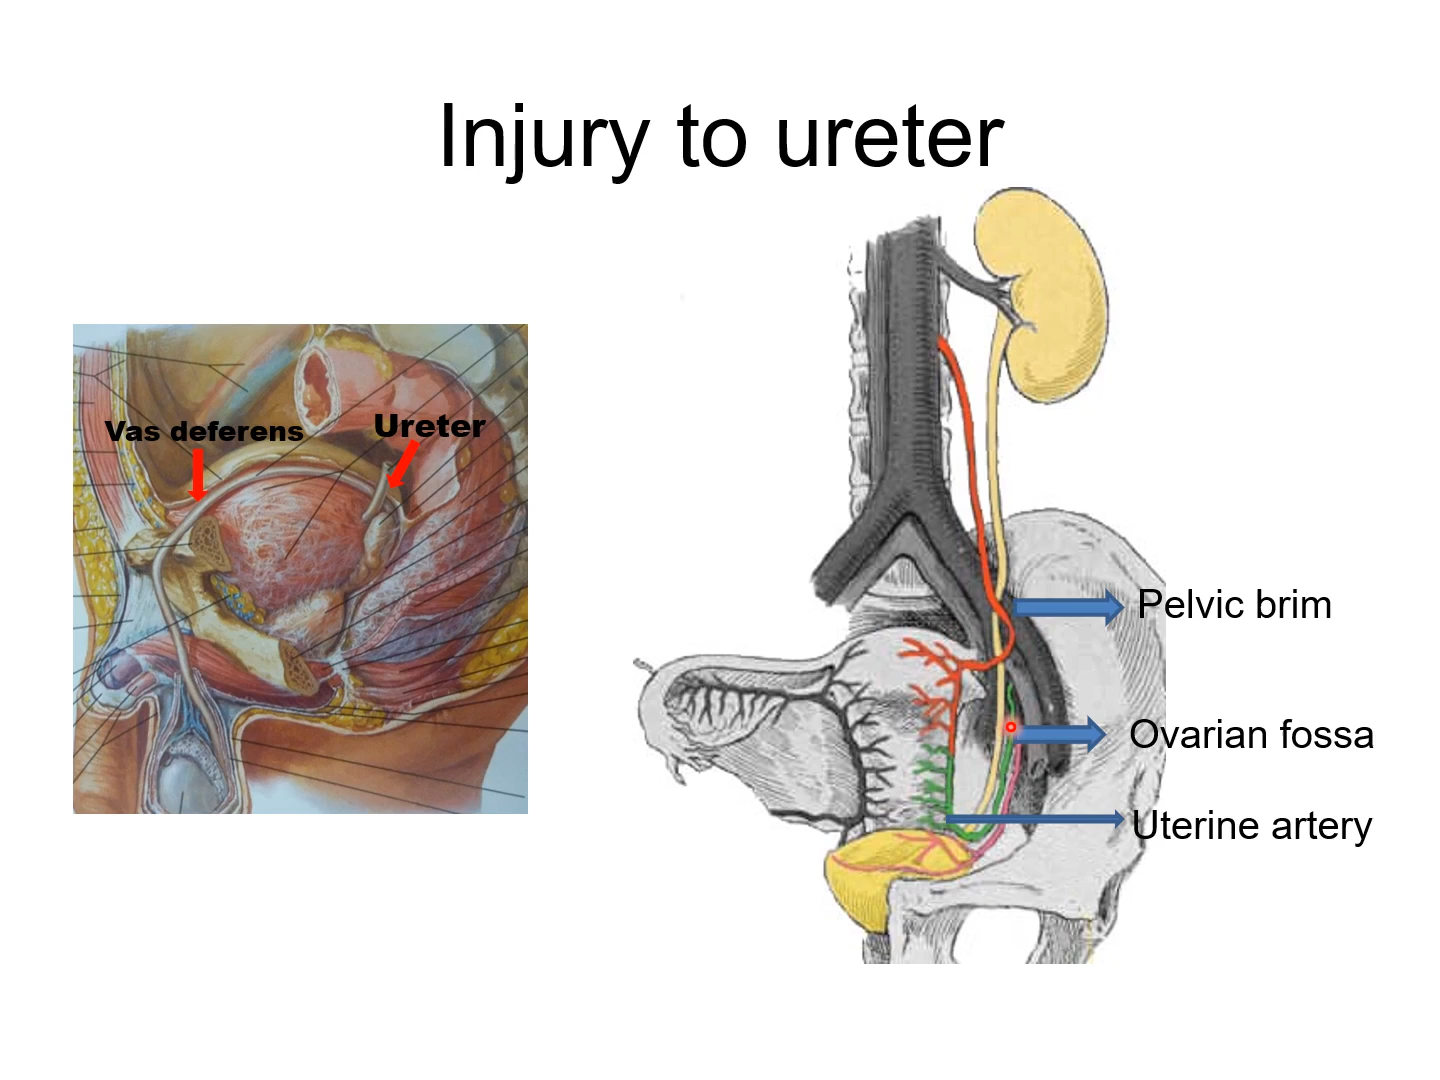 Injury to ureter
Vas deferens
Ureter
Pelvic brim
Ovarian fossa
Uterine artery